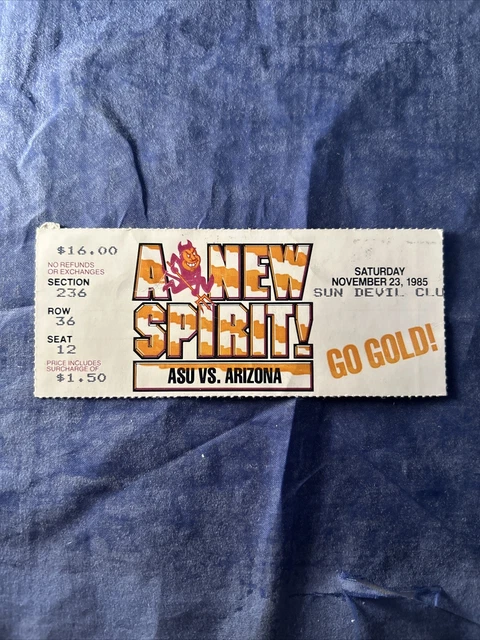 $16.00
NO REFUNDS
OR EXCHANGES
SECTION
236
ROW
36
SEAT
12
PRICE INCLUDES
SURCHARGE OF
$1.50
A NEW
SPIRIT!
ASU VS. ARIZONA
SATURDAY
NOVEMBER 23, 1985
SUN DEVIL CLU
GO GOLD!